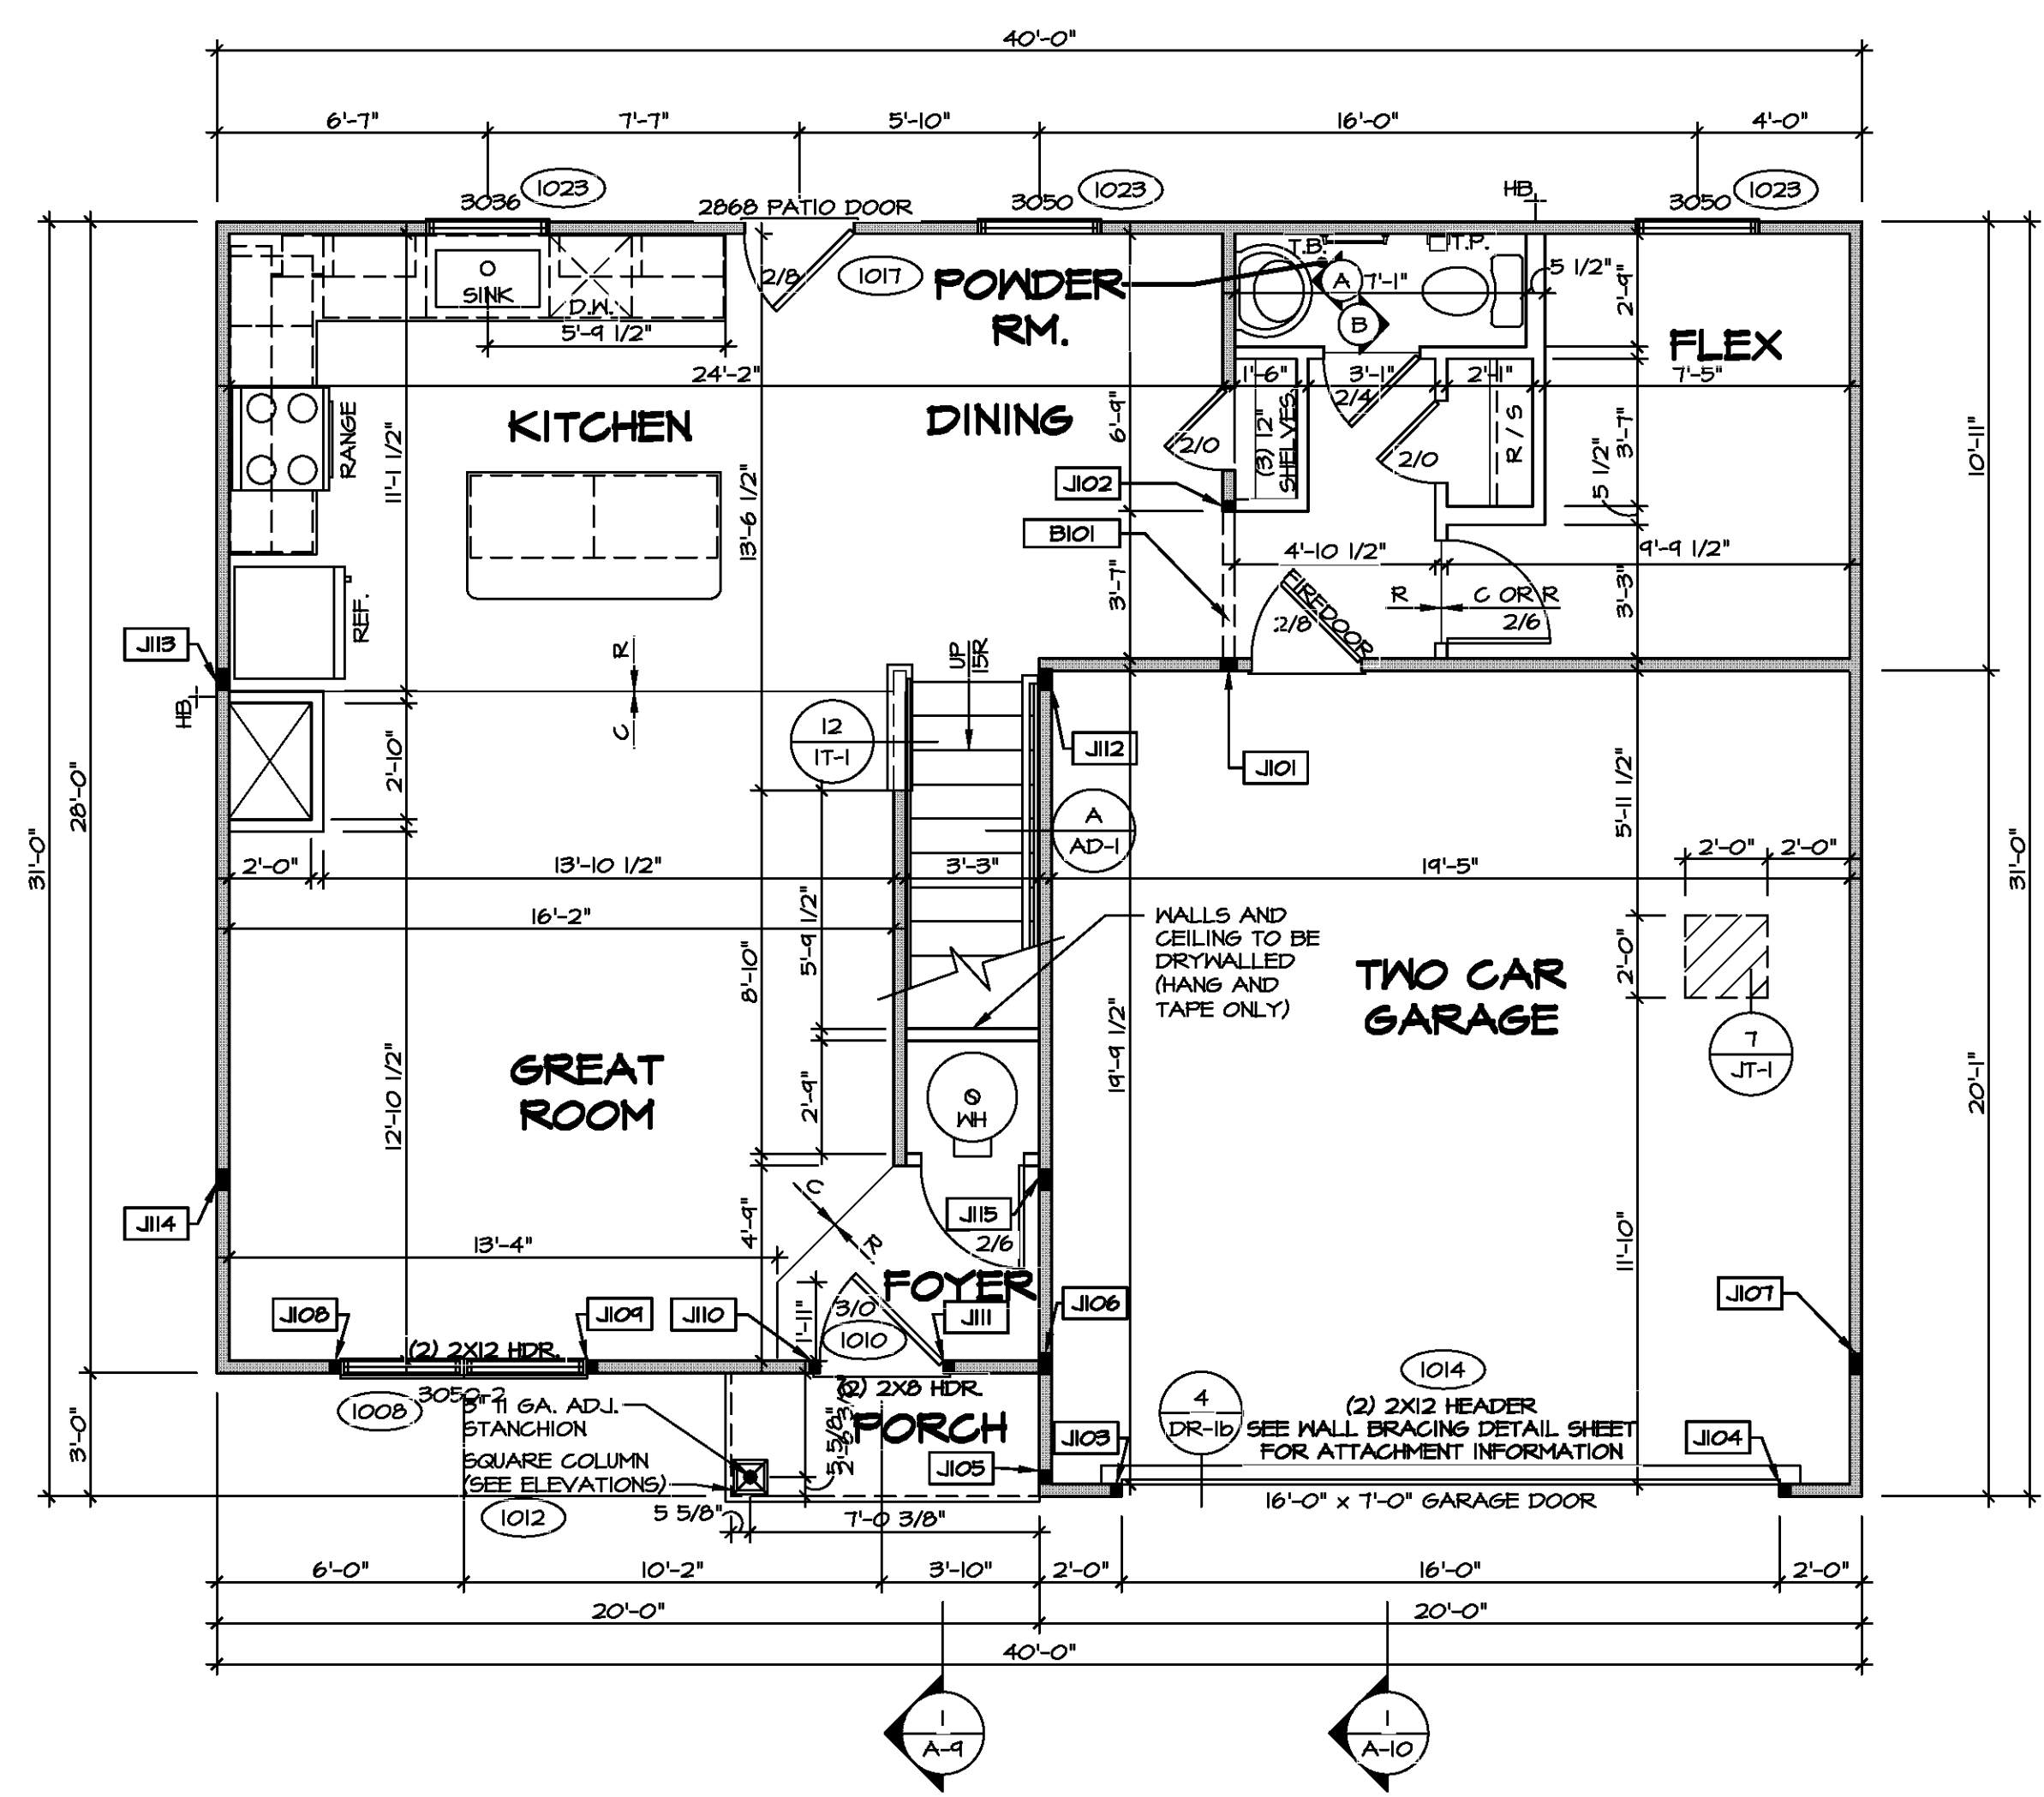 40'-0"
6'-7"
7'-7"
5'-10"
16'-0"
4'-0"
3036
1023
2868 PATIO DOOR
3050
1023
HB
3050
1023
SINK
D.W.
2/8
1017
POWDER
RM.
T.B.
T.P.
A
7'-1"
B
5 1/2"
2'-9"
FLEX
5'-9 1/2"
24'-2"
1'-6"
3'-1"
2'-1"
7'-5"
KITCHEN
DINING
RANGE
11'-11 1/2"
6'-9"
2/4
2/0
(3) 12"
SHELVES
2/0
R / S
5 1/2"
3'-7"
10'-11"
J102
13'-6 1/2"
B101
4'-10 1/2"
9'-9 1/2"
3'-7"
FIREDOOR
2/8
R
C OR R
2/6
3'-3"
REF.
J113
R
C
UP
15R
HB
12
1T-1
J112
J101
2'-10"
28'-0"
31'-0"
A
AD-1
5'-11 1/2"
2'-0"
2'-0"
31'-0"
2'-0"
13'-10 1/2"
3'-3"
19'-5"
16'-2"
5'-9 1/2"
8'-10"
WALLS AND
CEILING TO BE
DRYWALLED
(HANG AND
TAPE ONLY)
TWO CAR
GARAGE
2'-0"
7
JT-1
19'-9 1/2"
20'-1"
GREAT
ROOM
12'-10 1/2"
2'-9"
WH
J114
C
R
4'-9"
J115
2/6
13'-4"
11'-10"
FOYER
J108
J109
J110
1'-11"
3/0
1010
J111
J106
J107
(2) 2X12 HDR.
3050-2
1008
3" 11 GA. ADJ.
STANCHION
SQUARE COLUMN
(SEE ELEVATIONS)
1012
(2) 2X8 HDR.
PORCH
5 5/8"
J105
J103
4
DR-1b
1014
(2) 2X12 HEADER
SEE WALL BRACING DETAIL SHEET
FOR ATTACHMENT INFORMATION
J104
3'-0"
16'-0" x 7'-0" GARAGE DOOR
5 5/8"
7'-0 3/8"
6'-0"
10'-2"
3'-10"
2'-0"
16'-0"
2'-0"
20'-0"
20'-0"
40'-0"
1
A-9
1
A-10